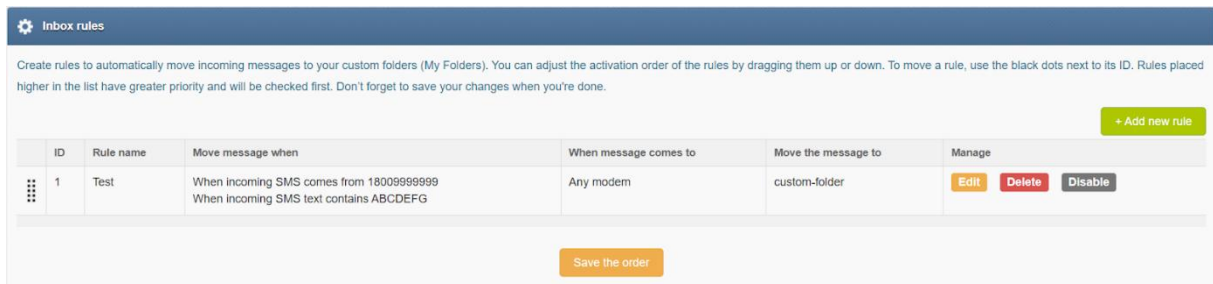 Inbox rules
Create rules to automatically move incoming messages to your custom folders (My Folders). You can adjust the activation order of the rules by dragging them up or down. To move a rule, use the black dots next to its ID. Rules placed
higher in the list have greater priority and will be checked first. Don't forget to save your changes when you're done.
+ Add new rule
ID Rule name Move message when When message comes to Move the message to Manage
1 Test When incoming SMS comes from 18009999999 Any modem custom-folder Edit Delete Disable
When incoming SMS text contains ABCDEFG
Save the order